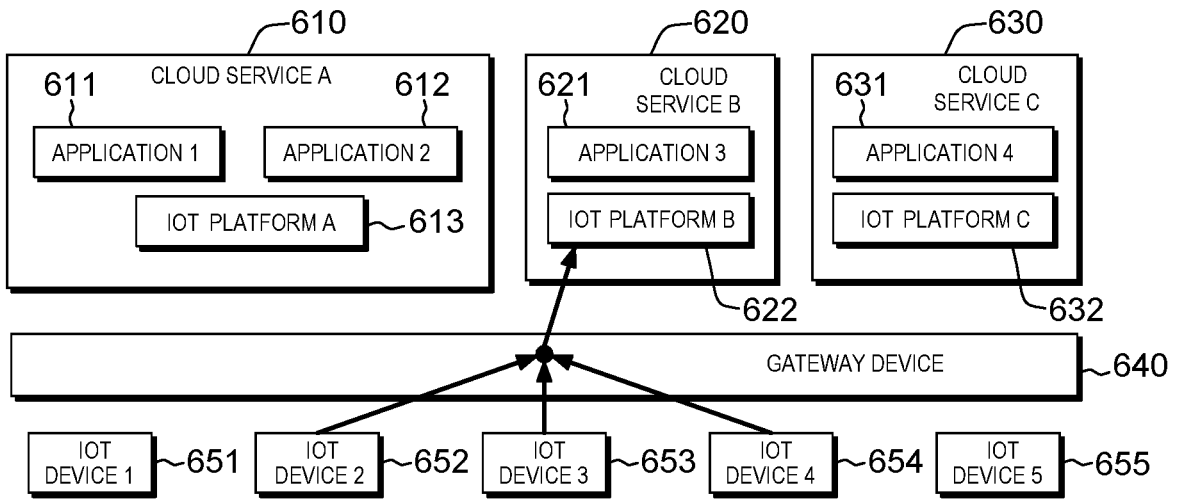 610
620
630
CLOUD SERVICE A
CLOUD
SERVICE B
CLOUD
SERVICE C
611
612
621
631
APPLICATION 1
APPLICATION 2
APPLICATION 3
APPLICATION 4
IOT PLATFORM A
613
IOT PLATFORM B
IOT PLATFORM C
622
632
GATEWAY DEVICE
640
IOT
DEVICE 1
651
IOT
DEVICE 2
652
IOT
DEVICE 3
653
IOT
DEVICE 4
654
IOT
DEVICE 5
655